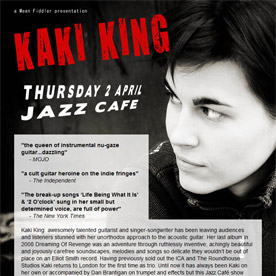 a Mean Fiddler presentation
KAKI KING
THURSDAY 2 APRIL
JAZZ CAFE
"the queen of instrumental nu-gaze
guitar...dazzling"
- MOJO
"a cult guitar heroine on the indie fringes"
- The Independent
"The break-up songs 'Life Being What It Is'
& '2 O'clock' sung in her small but
determined voice, are full of power"
- The New York Times
Kaki King: awesomely talented guitarist and singer-songwriter has been leaving audiences
and listeners stunned with her unorthodox approach to the acoustic guitar. Her last album in
2008 Dreaming Of Revenge was an adventure through ruthlessly inventive, achingly beautiful
and joyously carefree soundscapes, melodies and songs so delicate they wouldn't be out of
place on an Elliott Smith record. Having previously sold out the ICA and The Roundhouse
Studios Kaki returns to London for the first time as trio. Until now it has always been Kaki on
her own or accompanied by Dan Brantigan on trumpet and effects but this Jazz Café show